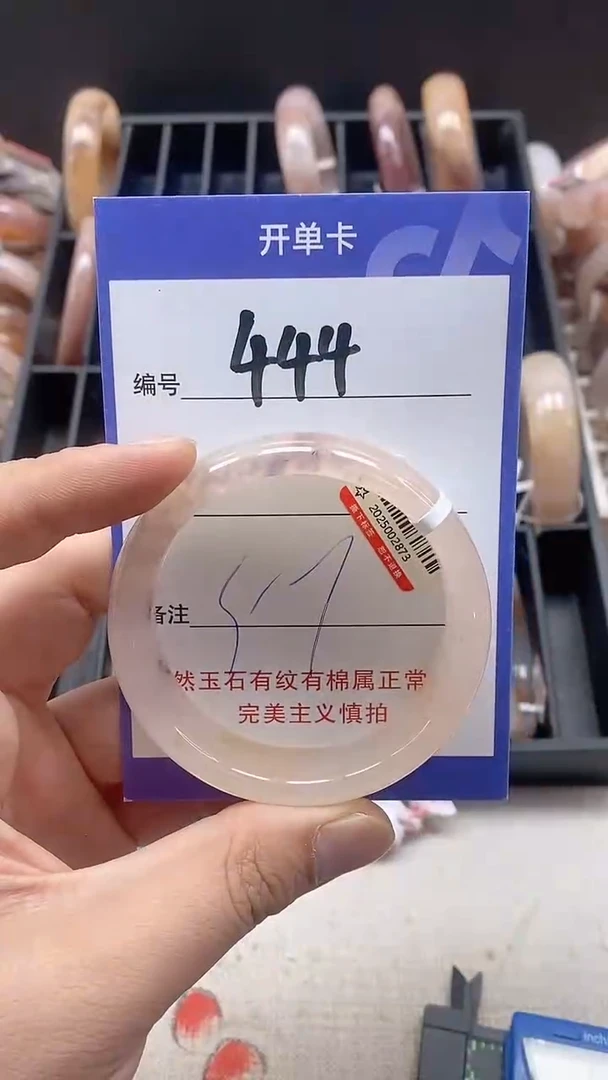 开单卡
编号 444
☆
2025002873
57
备注
然玉石有纹有棉属正常
完美主义慎拍
inch